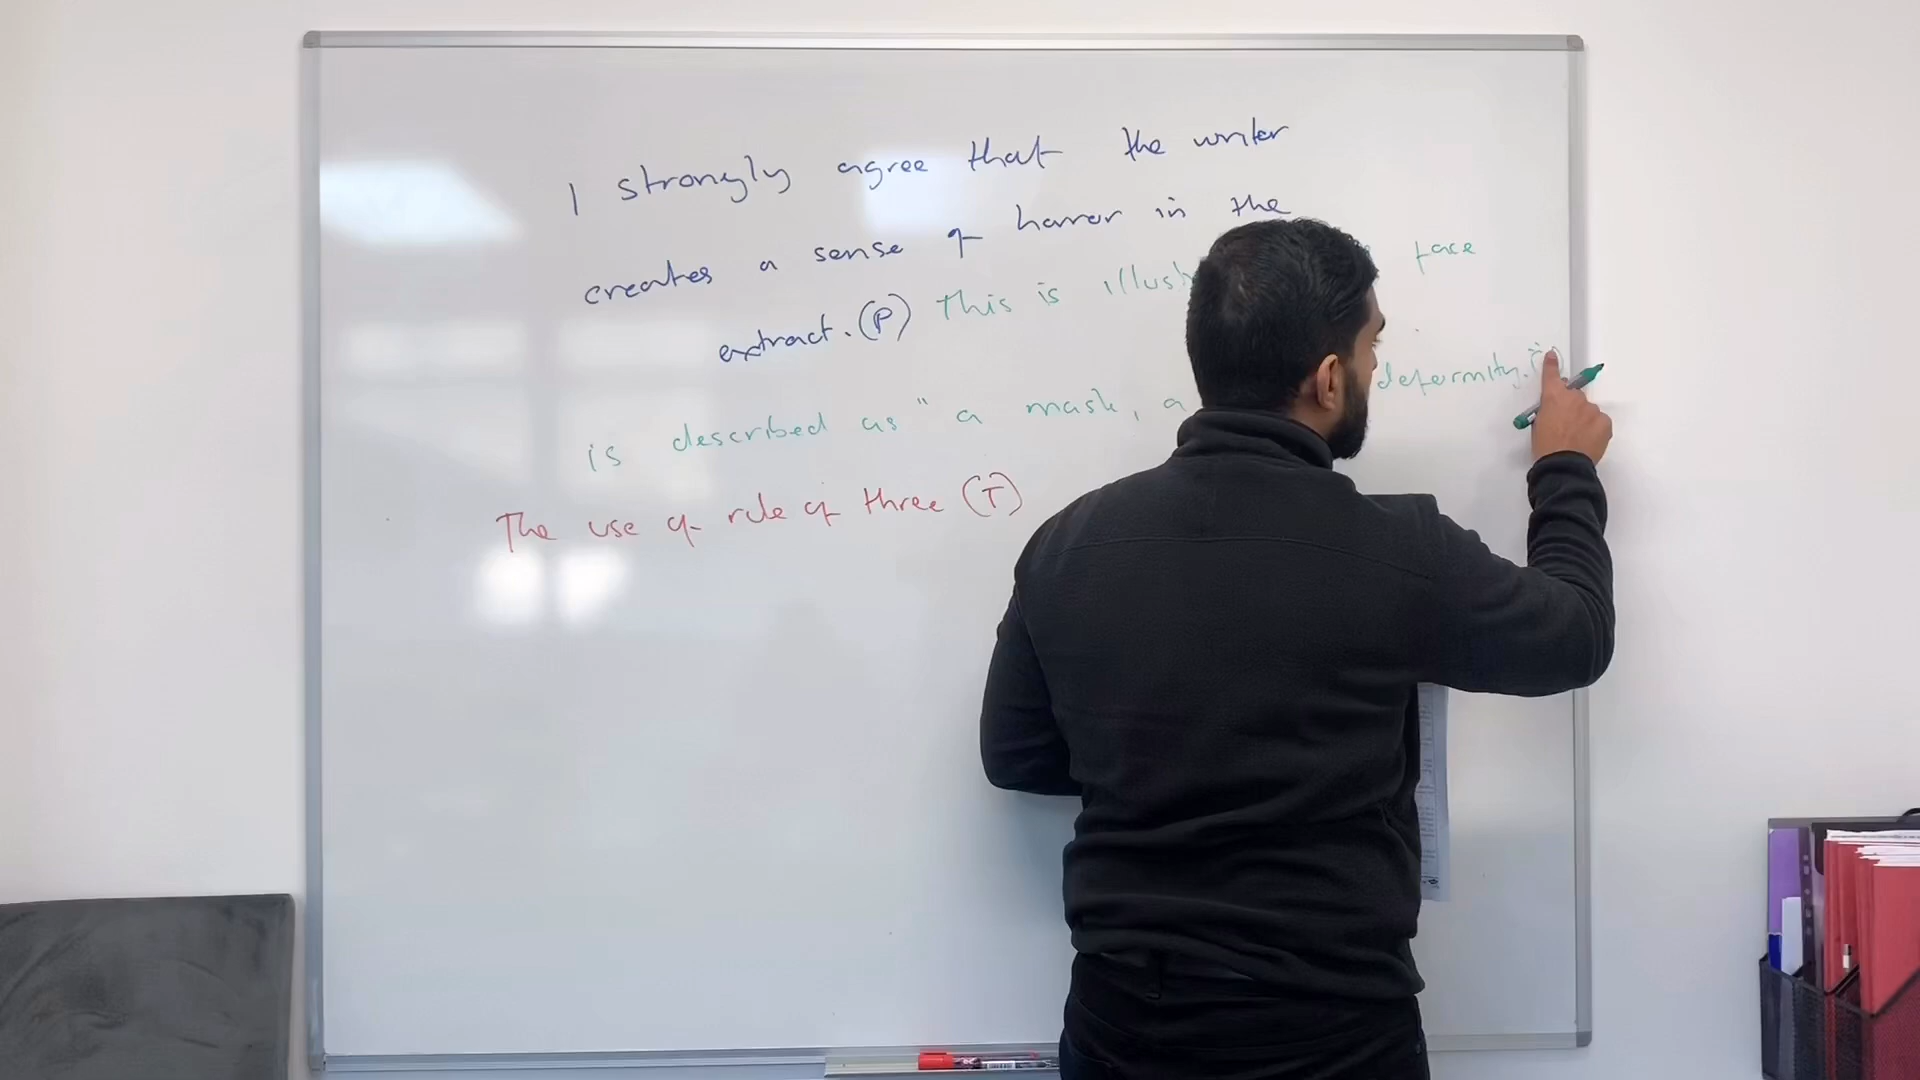 I strongly agree that the writer
creates a sense of horror in the
extract. (P) This is face
is described as " a mask, a deformity.
The use of rule of three (T)